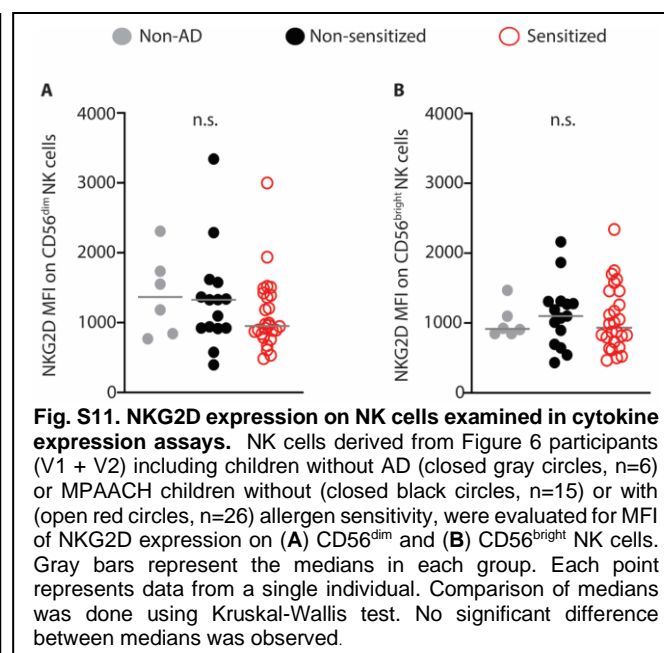 Non-AD Non-sensitized Sensitized
A
n.s.
NKG2D MFI on CD56dim NK cells
4000
3000
2000
1000
0
B
n.s.
NKG2D MFI on CD56bright NK cells
4000
3000
2000
1000
0
Fig. S11. NKG2D expression on NK cells examined in cytokine
expression assays. NK cells derived from Figure 6 participants
(V1 + V2) including children without AD (closed gray circles, n=6)
or MPAACH children without (closed black circles, n=15) or with
(open red circles, n=26) allergen sensitivity, were evaluated for MFI
of NKG2D expression on (A) CD56dim and (B) CD56bright NK cells.
Gray bars represent the medians in each group. Each point
represents data from a single individual. Comparison of medians
was done using Kruskal-Wallis test. No significant difference
between medians was observed.